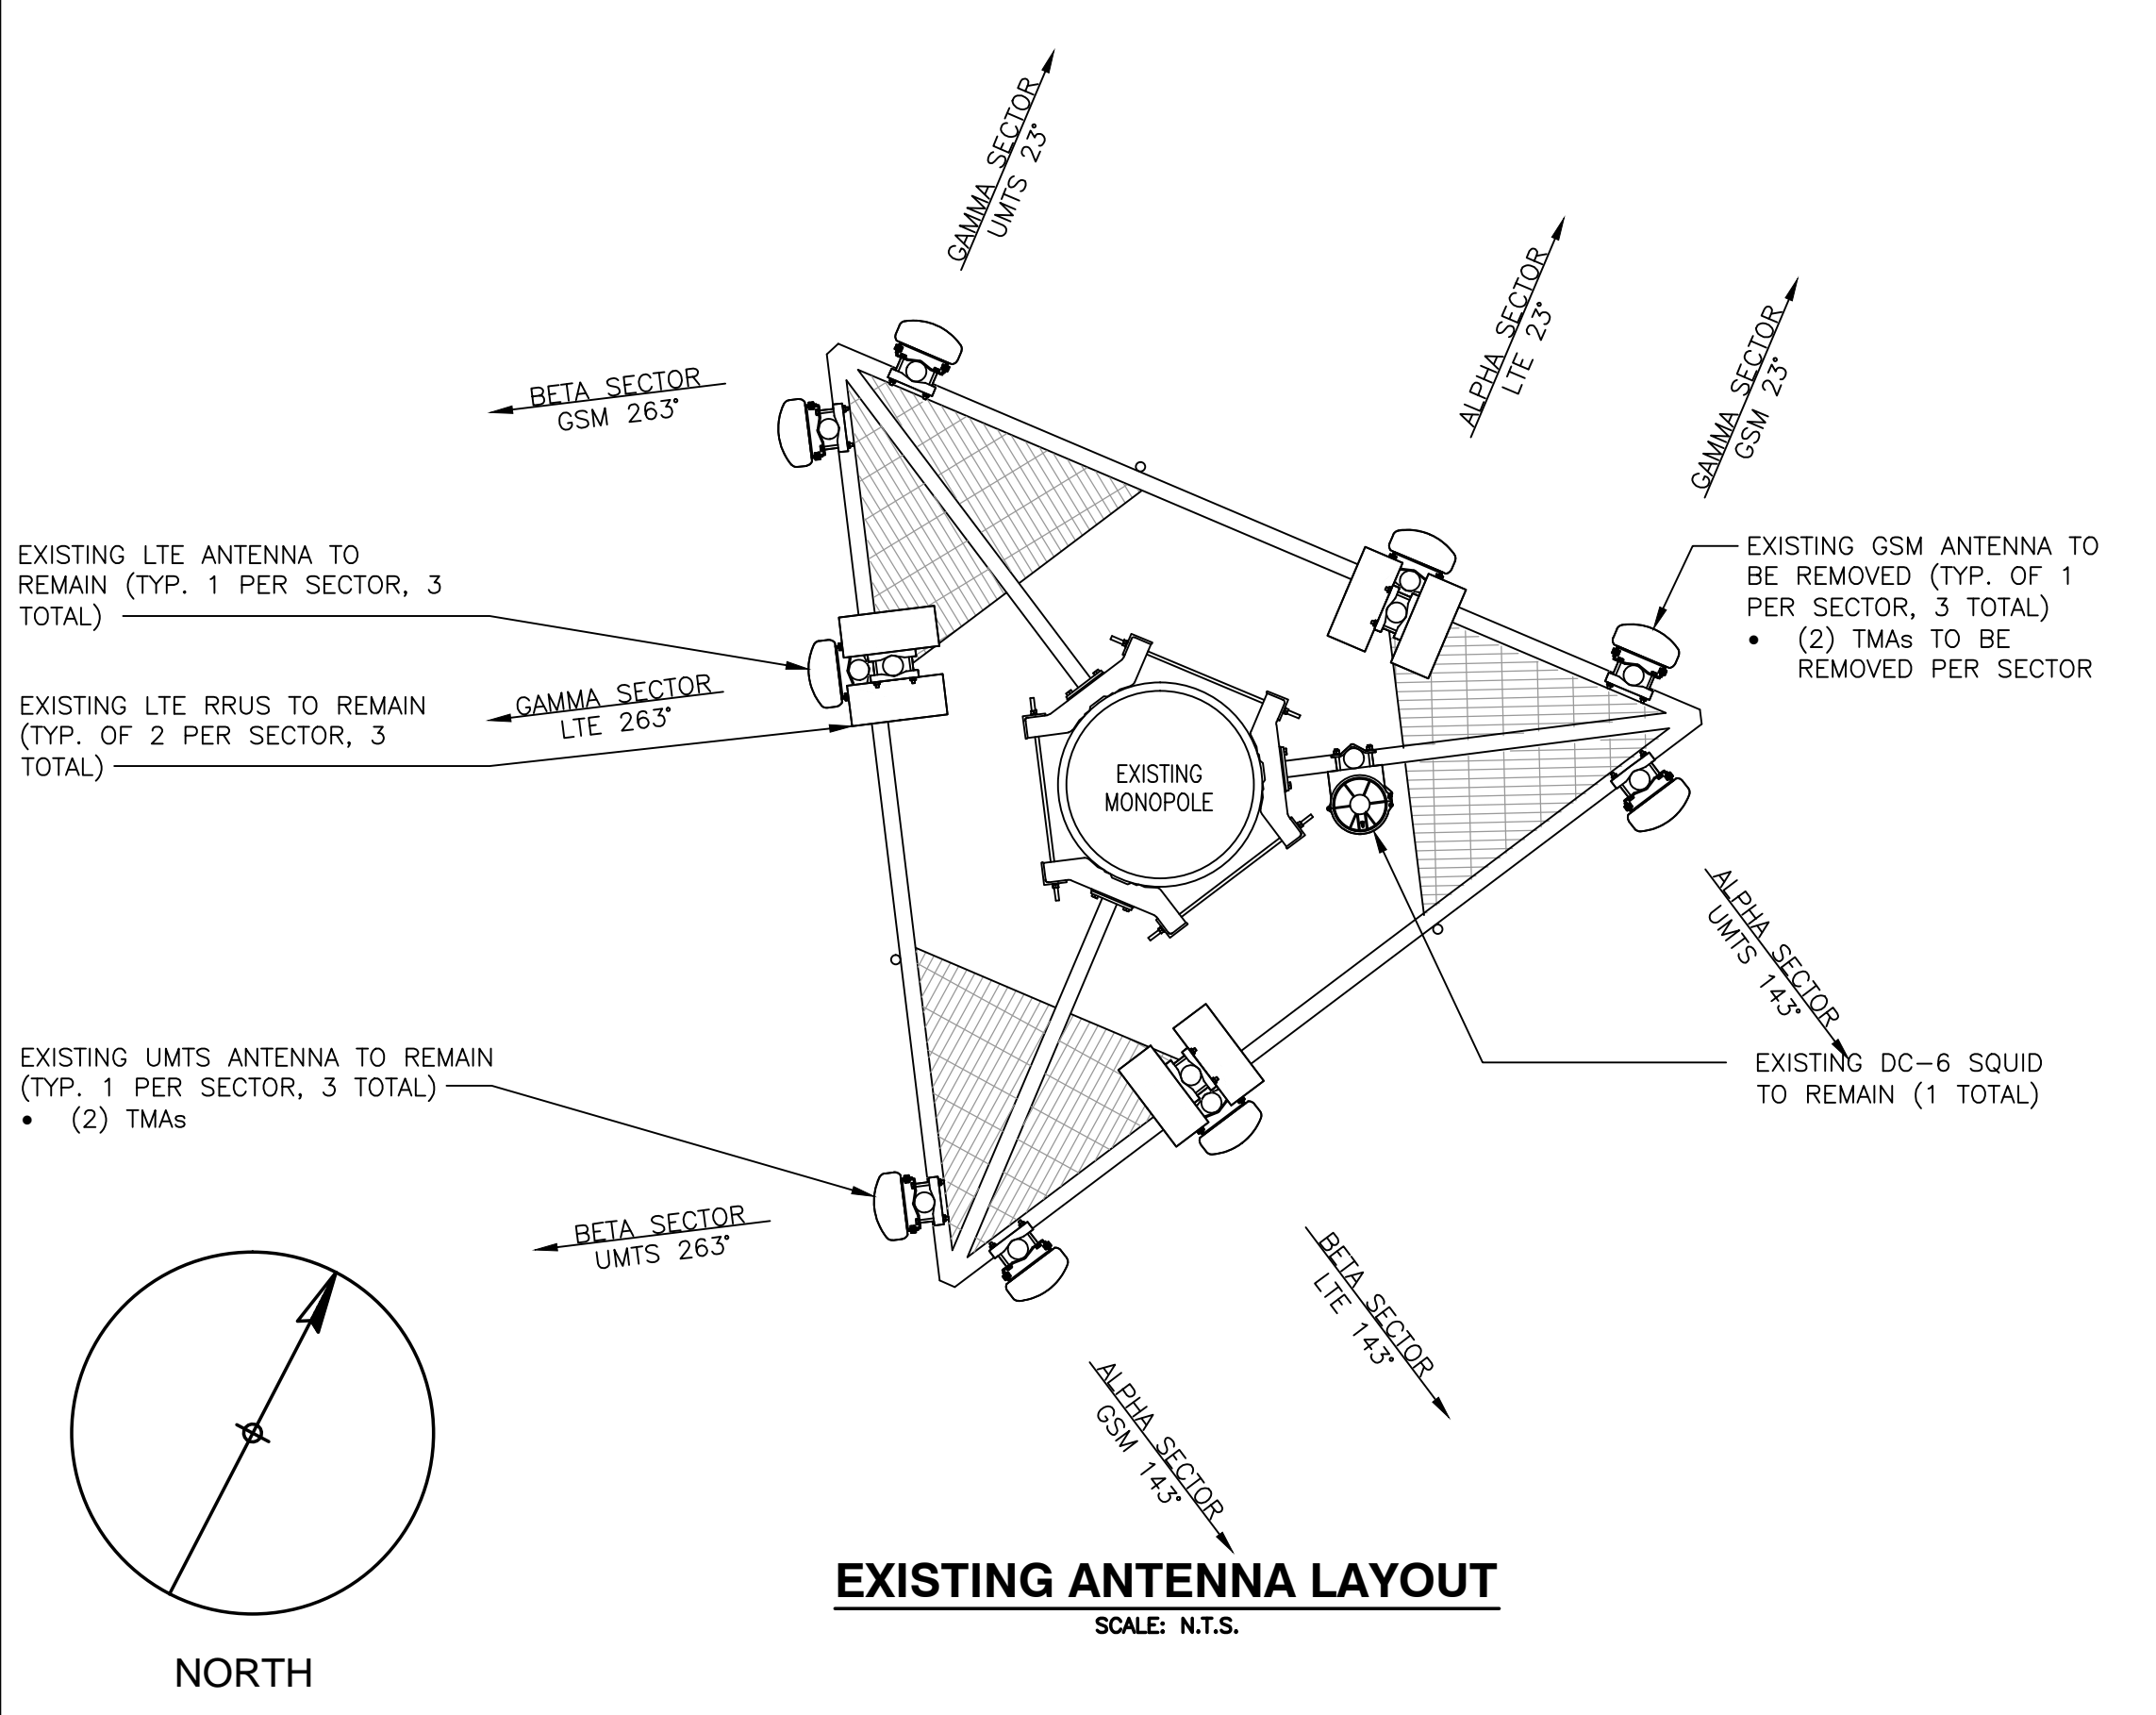 GAMMA SECTOR
UMTS 23°
ALPHA SECTOR
LTE 23°
GAMMA SECTOR
GSM 23°
BETA SECTOR
GSM 263°
EXISTING LTE ANTENNA TO
REMAIN (TYP. 1 PER SECTOR, 3
TOTAL)
EXISTING GSM ANTENNA TO
BE REMOVED (TYP. OF 1
PER SECTOR, 3 TOTAL)
• (2) TMAs TO BE
REMOVED PER SECTOR
GAMMA SECTOR
LTE 263°
EXISTING LTE RRUS TO REMAIN
(TYP. OF 2 PER SECTOR, 3
TOTAL)
EXISTING
MONOPOLE
ALPHA SECTOR
UMTS 143°
EXISTING UMTS ANTENNA TO REMAIN
(TYP. 1 PER SECTOR, 3 TOTAL)
• (2) TMAs
EXISTING DC-6 SQUID
TO REMAIN (1 TOTAL)
BETA SECTOR
UMTS 263°
BETA SECTOR
LTE 143°
ALPHA SECTOR
GSM 143°
EXISTING ANTENNA LAYOUT
SCALE: N.T.S.
NORTH